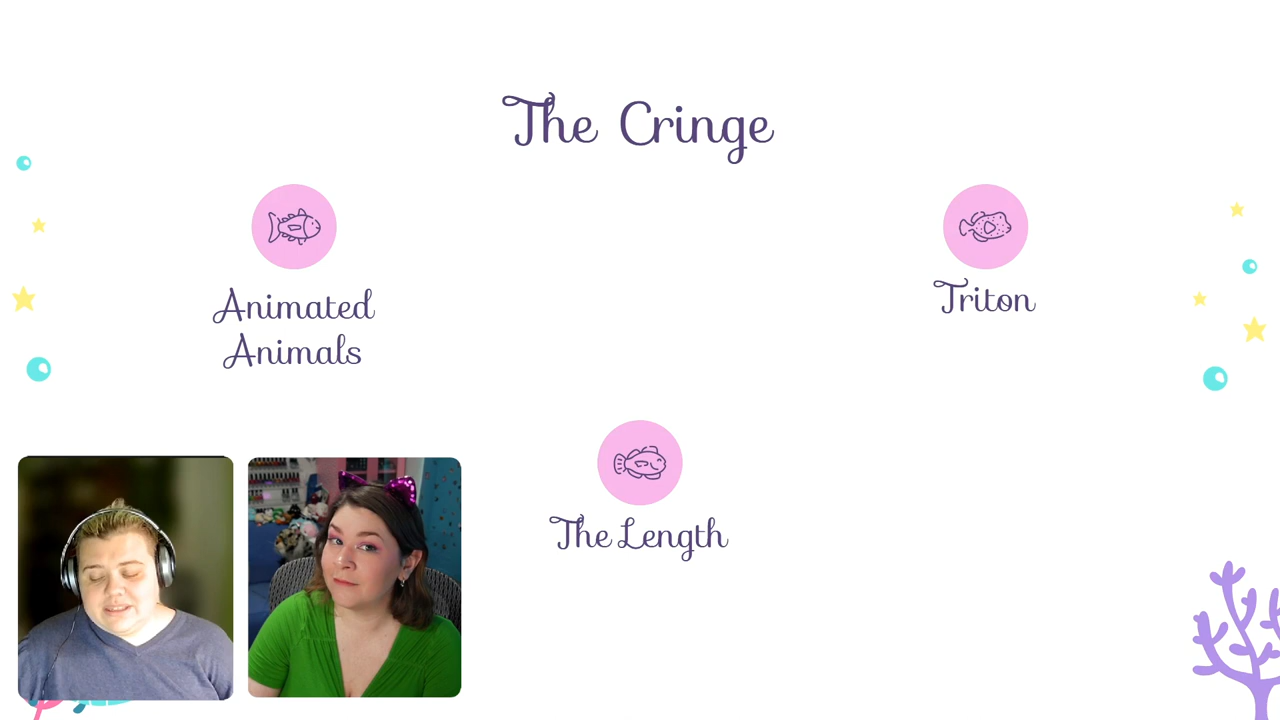 The Cringe
Animated
Animals
Triton
The Length